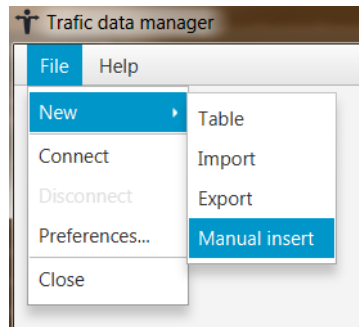 Trafic data manager
File Help
New
Connect
Disconnect
Preferences...
Close
Table
Import
Export
Manual insert